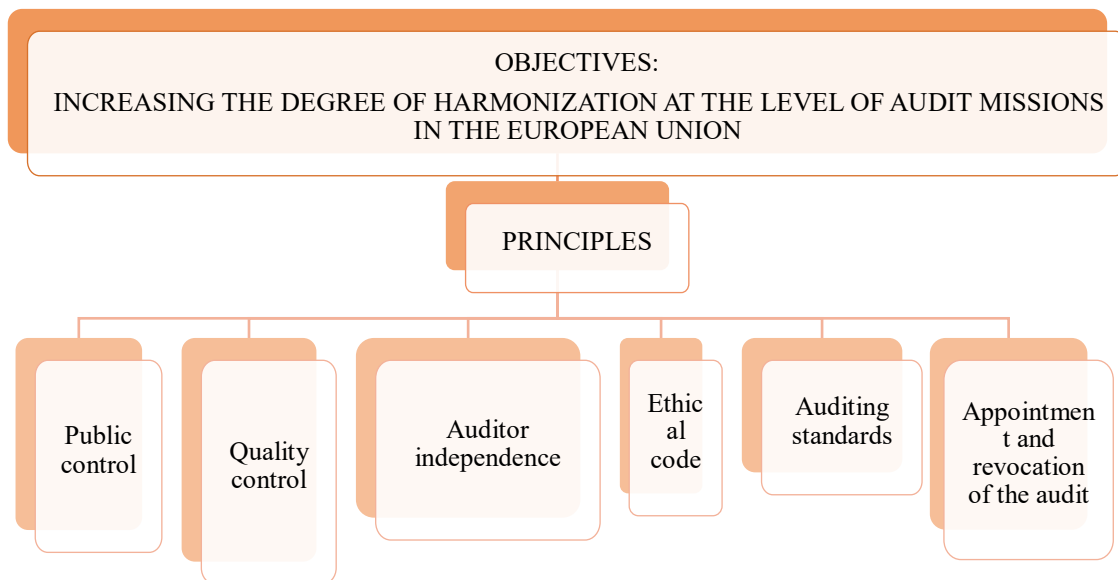 OBJECTIVES:
INCREASING THE DEGREE OF HARMONIZATION AT THE LEVEL OF AUDIT MISSIONS
IN THE EUROPEAN UNION
PRINCIPLES
Public
control
Quality
control
Auditor
independence
Ethic
al
code
Auditing
standards
Appointmen
t and
revocation
of the audit